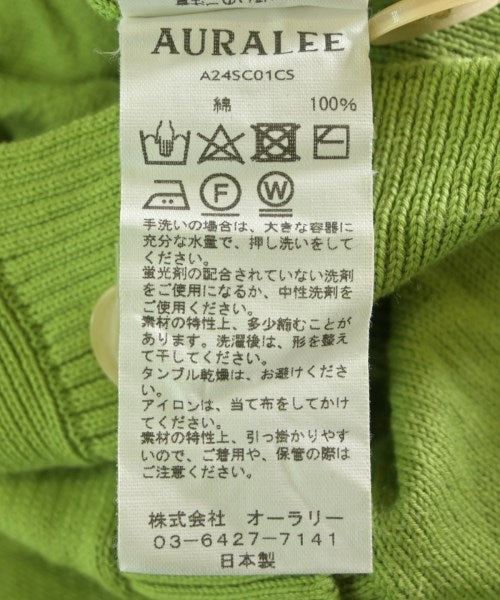 AURALEE
A24SC01CS
綿 100%
F W
手洗いの場合は、大きな容器に
充分な水量で、押し洗いをして
ください。
蛍光剤の配合されていない洗剤
をご使用になるか、中性洗剤を
ご使用ください。
素材の特性上、多少縮むことが
あります。洗濯後は、形を整え
て干してください。
タンブル乾燥は、お避けくださ
い。
アイロンは、当て布をしてかけ
てください。
素材の特性上、引っ掛かりやす
いので、ご着用や、保管の際は
ご注意ください。
株式会社 オーラリー
03-6427-7141
日本製